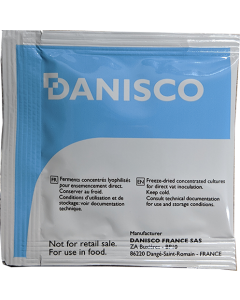 DANISCO
FR Ferments concentrés lyophilisés
pour ensemencement direct.
Conserver au froid.
Conditions d'utilisation et de
stockage: voir documentation
technique.
EN Freeze-dried concentrated cultures
for direct vat inoculation.
Keep cold.
Consult technical documentation
for use and storage conditions.
Not for retail sale.
For use in food.
Manufacturer
DANISCO FRANCE SAS
ZA
86220 Dangé-Saint-Romain - FRANCE